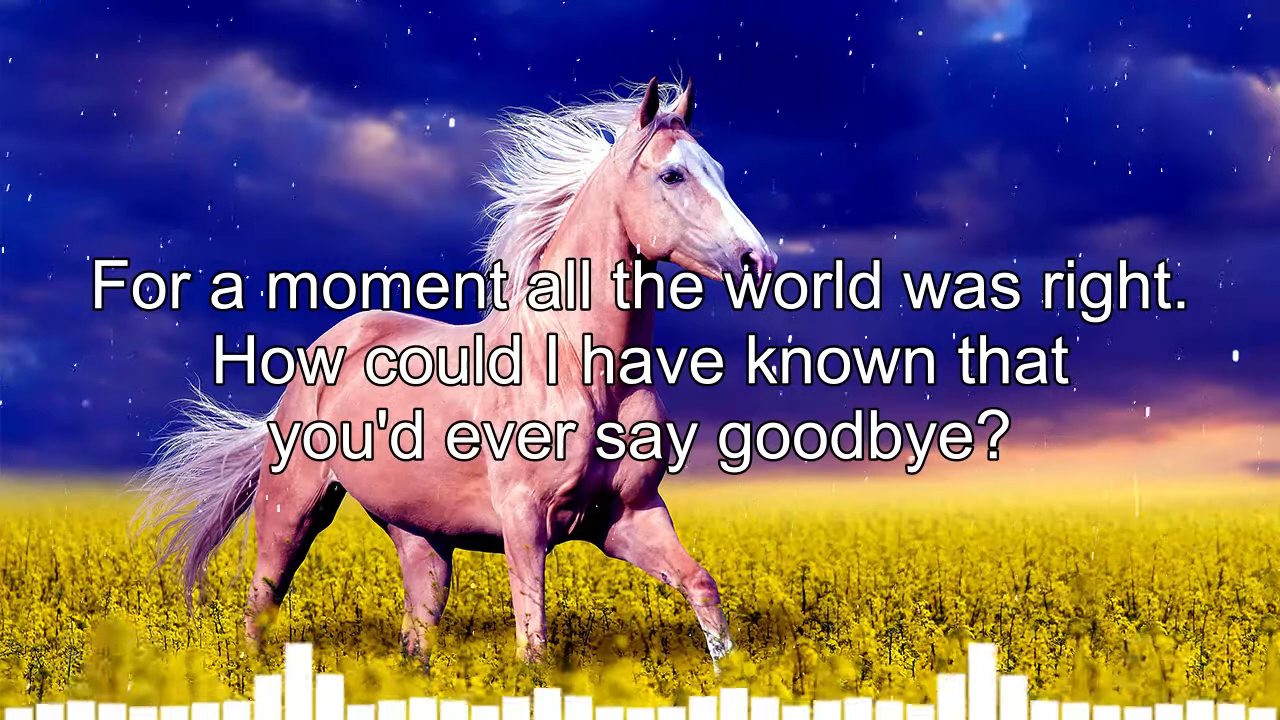 For a moment all the world was right.
How could I have known that
you'd ever say goodbye?